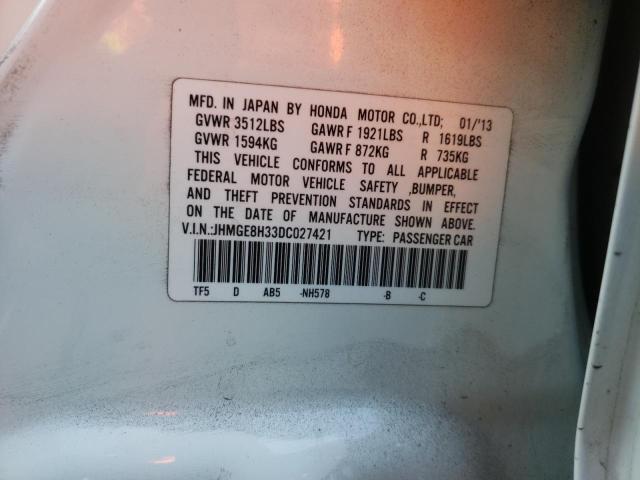 MFD. IN JAPAN BY HONDA MOTOR CO.,LTD; 01/'13
GVWR 3512LBS GAWR F 1921LBS R 1619LBS
GVWR 1594KG GAWR F 872KG R 735KG
THIS VEHICLE CONFORMS TO ALL APPLICABLE
FEDERAL MOTOR VEHICLE SAFETY ,BUMPER,
AND THEFT PREVENTION STANDARDS IN EFFECT
ON THE DATE OF MANUFACTURE SHOWN ABOVE.
V.I.N.:JHMGE8H33DC027421 TYPE: PASSENGER CAR
TF5 D AB5 -NH578 -B -C